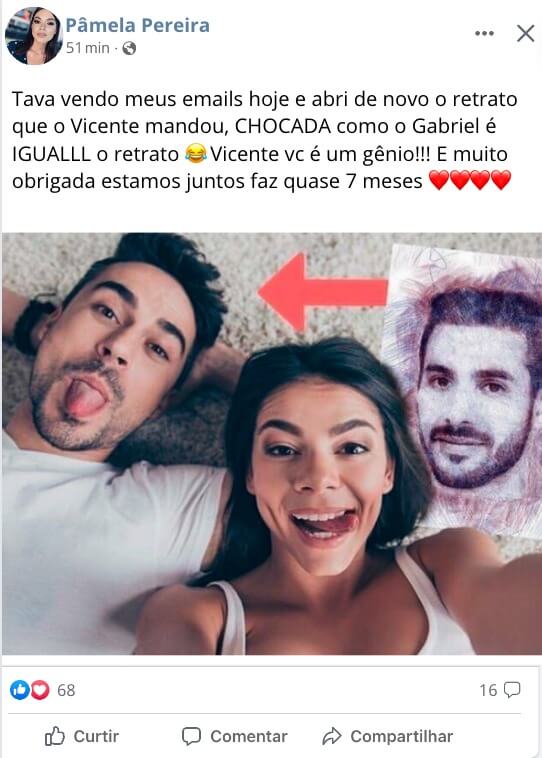 Pâmela Pereira
51 min ·
Tava vendo meus emails hoje e abri de novo o retrato
que o Vicente mandou, CHOCADA como o Gabriel é
IGUALLL o retrato 😂 Vicente vc é um gênio!!! E muito
obrigada estamos juntos faz quase 7 meses ❤️❤️❤️❤️
68
16
Curtir
Comentar
Compartilhar